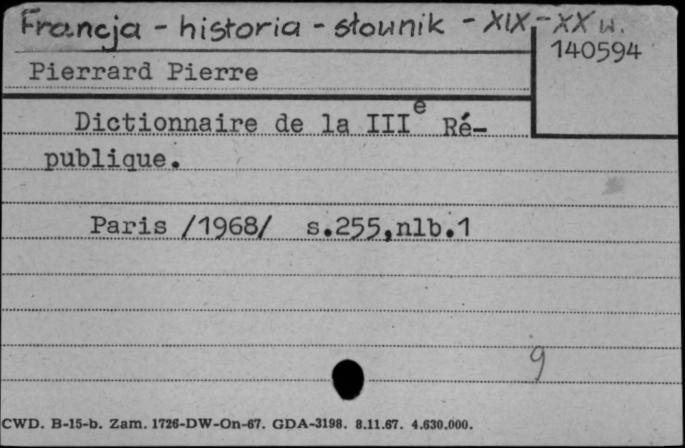 Francja - historia - słownik - XIX - XX w.
140594
Pierrard Pierre
Dictionnaire de la IIIe Ré-
publique.
Paris /1968/ s.255,nlb.1
9
CWD. B-15-b. Zam. 1726-DW-On-67. GDA-3198. 8.11.67. 4.630.000.